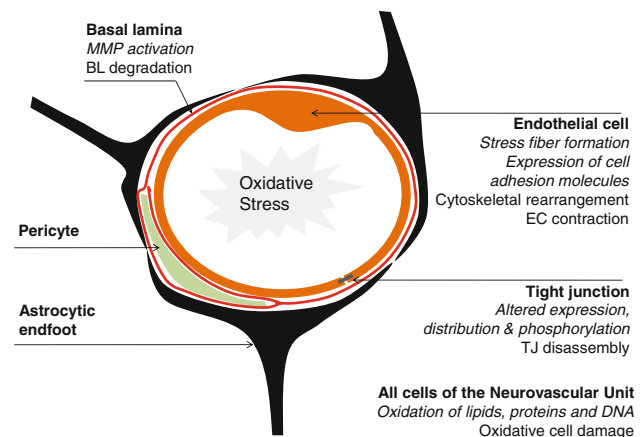 Basal lamina
MMP activation
BL degradation
Oxidative
Stress
Pericyte
Astrocytic
endfoot
Endothelial cell
Stress fiber formation
Expression of cell
adhesion molecules
Cytoskeletal rearrangement
EC contraction
Tight junction
Altered expression,
distribution & phosphorylation
TJ disassembly
All cells of the Neurovascular Unit
Oxidation of lipids, proteins and DNA
Oxidative cell damage